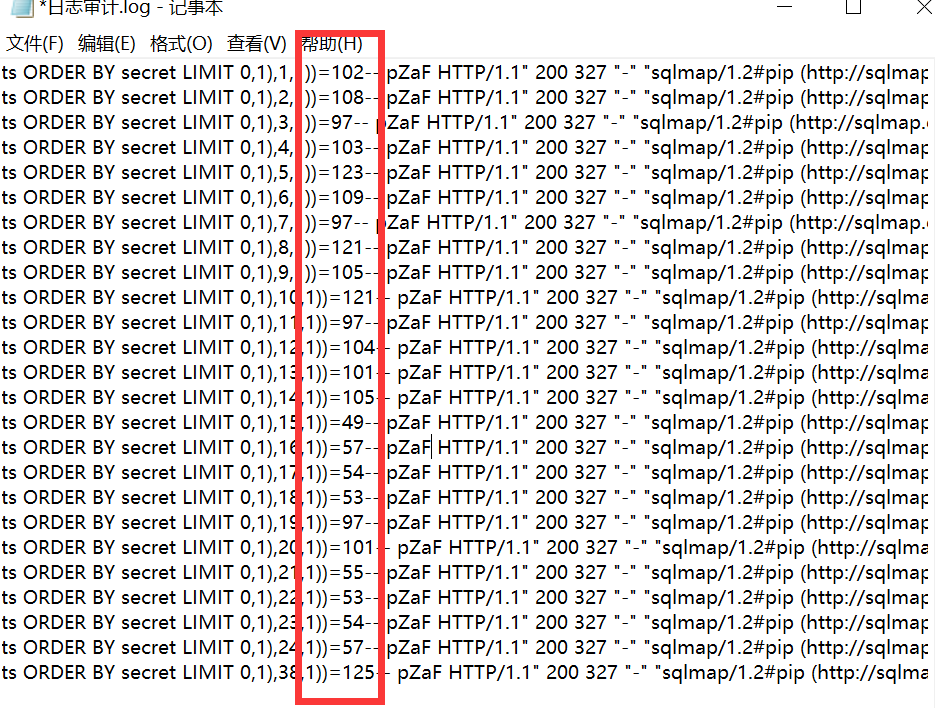 *日志审计.log - 记事本
文件(F) 编辑(E) 格式(O) 查看(V) 帮助(H)
ts ORDER BY secret LIMIT 0,1),1, ))=102-- pZaF HTTP/1.1" 200 327 "-" "sqlmap/1.2#pip (http://sqlmap
ts ORDER BY secret LIMIT 0,1),2, ))=108-- pZaF HTTP/1.1" 200 327 "-" "sqlmap/1.2#pip (http://sqlmap
ts ORDER BY secret LIMIT 0,1),3, ))=97-- pZaF HTTP/1.1" 200 327 "-" "sqlmap/1.2#pip (http://sqlmap.
ts ORDER BY secret LIMIT 0,1),4, ))=103-- pZaF HTTP/1.1" 200 327 "-" "sqlmap/1.2#pip (http://sqlmap
ts ORDER BY secret LIMIT 0,1),5, ))=123-- pZaF HTTP/1.1" 200 327 "-" "sqlmap/1.2#pip (http://sqlmap
ts ORDER BY secret LIMIT 0,1),6, ))=109-- pZaF HTTP/1.1" 200 327 "-" "sqlmap/1.2#pip (http://sqlmap
ts ORDER BY secret LIMIT 0,1),7, ))=97-- pZaF HTTP/1.1" 200 327 "-" "sqlmap/1.2#pip (http://sqlmap.
ts ORDER BY secret LIMIT 0,1),8, ))=121-- pZaF HTTP/1.1" 200 327 "-" "sqlmap/1.2#pip (http://sqlmap
ts ORDER BY secret LIMIT 0,1),9, ))=105-- pZaF HTTP/1.1" 200 327 "-" "sqlmap/1.2#pip (http://sqlmap
ts ORDER BY secret LIMIT 0,1),10,1))=121-- pZaF HTTP/1.1" 200 327 "-" "sqlmap/1.2#pip (http://sqlma
ts ORDER BY secret LIMIT 0,1),11,1))=97-- pZaF HTTP/1.1" 200 327 "-" "sqlmap/1.2#pip (http://sqlmap
ts ORDER BY secret LIMIT 0,1),12,1))=104-- pZaF HTTP/1.1" 200 327 "-" "sqlmap/1.2#pip (http://sqlma
ts ORDER BY secret LIMIT 0,1),13,1))=101-- pZaF HTTP/1.1" 200 327 "-" "sqlmap/1.2#pip (http://sqlma
ts ORDER BY secret LIMIT 0,1),14,1))=105-- pZaF HTTP/1.1" 200 327 "-" "sqlmap/1.2#pip (http://sqlma
ts ORDER BY secret LIMIT 0,1),15,1))=49-- pZaF HTTP/1.1" 200 327 "-" "sqlmap/1.2#pip (http://sqlmap
ts ORDER BY secret LIMIT 0,1),16,1))=57-- pZaF HTTP/1.1" 200 327 "-" "sqlmap/1.2#pip (http://sqlmap
ts ORDER BY secret LIMIT 0,1),17,1))=54-- pZaF HTTP/1.1" 200 327 "-" "sqlmap/1.2#pip (http://sqlmap
ts ORDER BY secret LIMIT 0,1),18,1))=53-- pZaF HTTP/1.1" 200 327 "-" "sqlmap/1.2#pip (http://sqlmap
ts ORDER BY secret LIMIT 0,1),19,1))=97-- pZaF HTTP/1.1" 200 327 "-" "sqlmap/1.2#pip (http://sqlmap
ts ORDER BY secret LIMIT 0,1),20,1))=101-- pZaF HTTP/1.1" 200 327 "-" "sqlmap/1.2#pip (http://sqlma
ts ORDER BY secret LIMIT 0,1),21,1))=55-- pZaF HTTP/1.1" 200 327 "-" "sqlmap/1.2#pip (http://sqlmap
ts ORDER BY secret LIMIT 0,1),22,1))=53-- pZaF HTTP/1.1" 200 327 "-" "sqlmap/1.2#pip (http://sqlmap
ts ORDER BY secret LIMIT 0,1),23,1))=54-- pZaF HTTP/1.1" 200 327 "-" "sqlmap/1.2#pip (http://sqlmap
ts ORDER BY secret LIMIT 0,1),24,1))=57-- pZaF HTTP/1.1" 200 327 "-" "sqlmap/1.2#pip (http://sqlmap
ts ORDER BY secret LIMIT 0,1),38,1))=125-- pZaF HTTP/1.1" 200 327 "-" "sqlmap/1.2#pip (http://sqlma